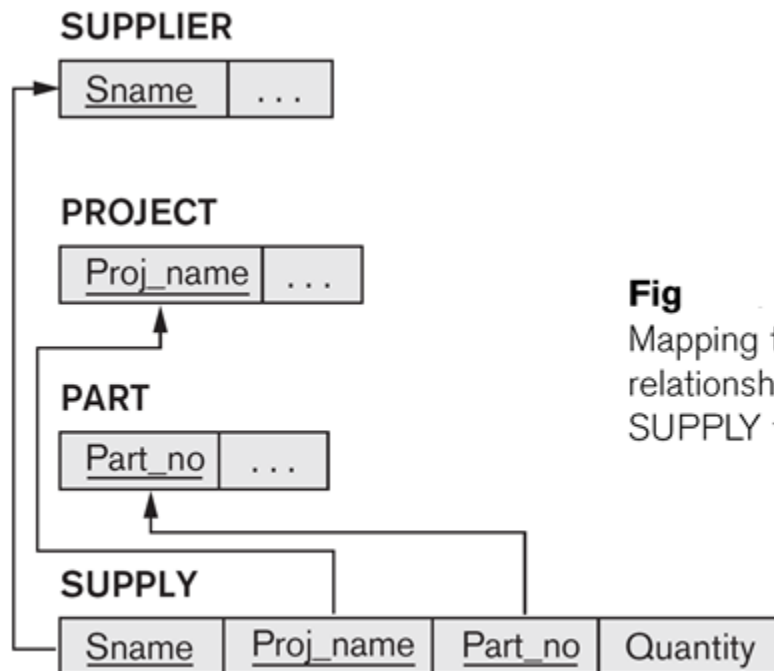 SUPPLIER
Sname ...
PROJECT
Proj_name ...
Fig
Mapping
relationsh
SUPPLY
PART
Part_no ...
SUPPLY
Sname Proj_name Part_no Quantity